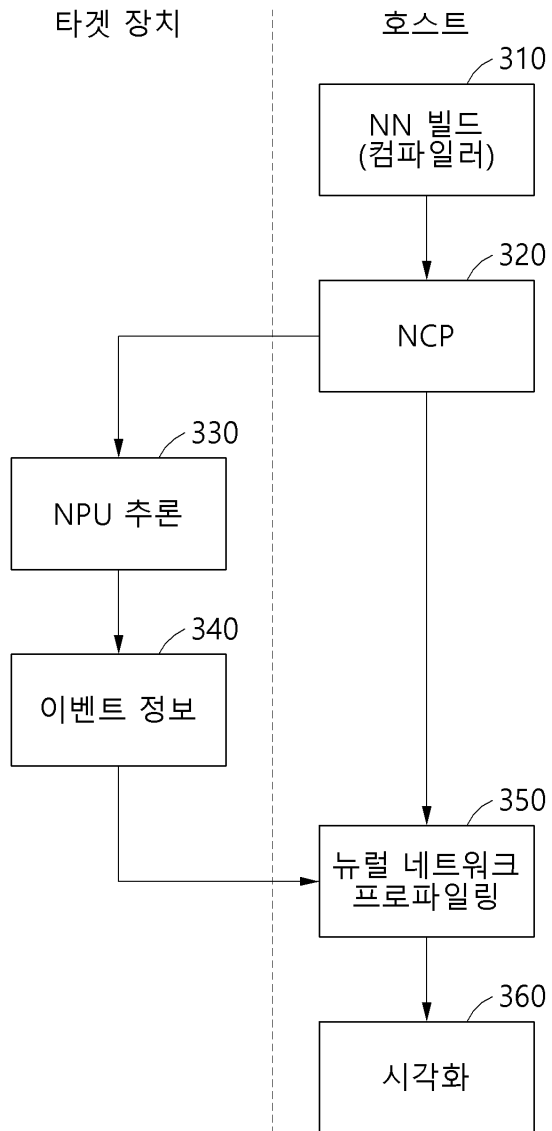 타겟 장치
호스트
310
NN 빌드
(컴파일러)
320
NCP
330
NPU 추론
340
이벤트 정보
350
뉴럴 네트워크
프로파일링
360
시각화